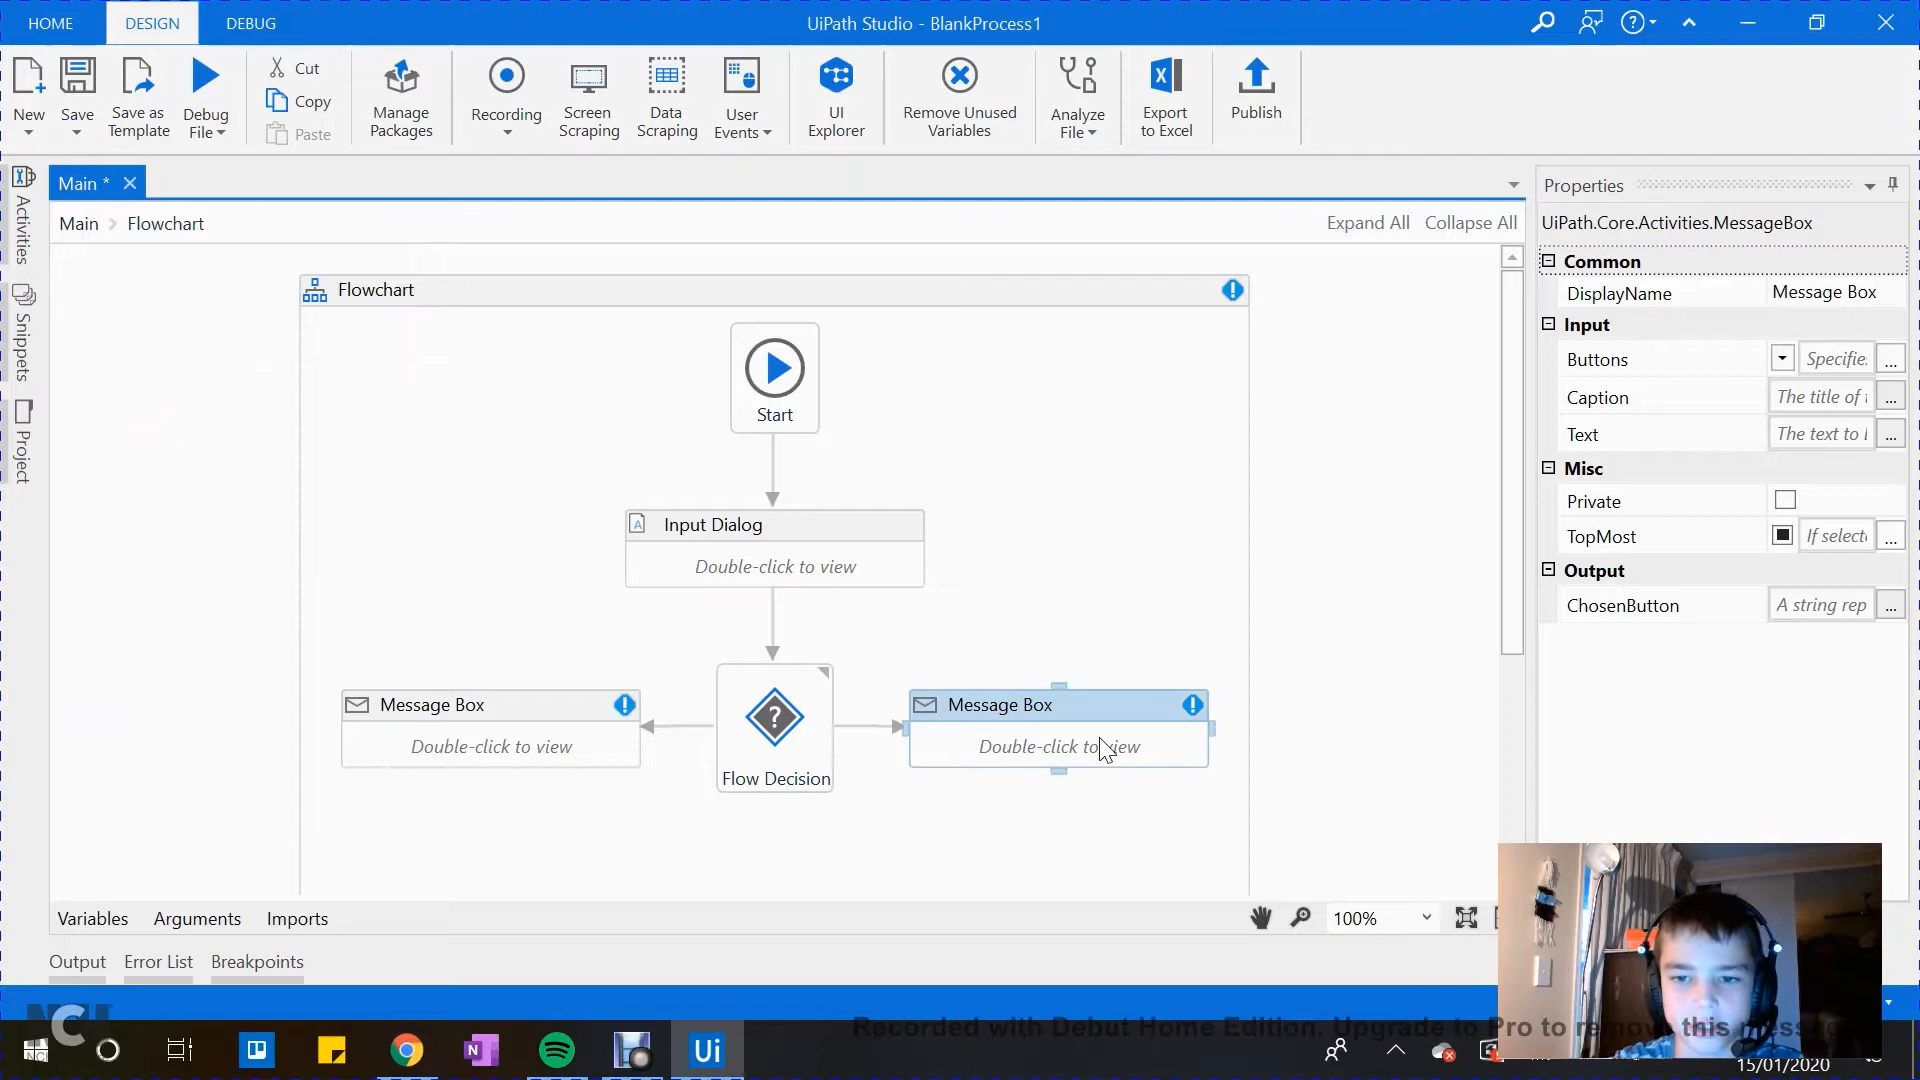 HOME DESIGN DEBUG UiPath Studio - BlankProcess1
New
Save
Save as
Template
Debug
File
Cut
Copy
Paste
Manage
Packages
Recording
Screen
Scraping
Data
Scraping
User
Events
UI
Explorer
Remove Unused
Variables
Analyze
File
Export
to Excel
Publish
Activities
Snippets
Project
Main *
Main Flowchart Expand All Collapse All
Flowchart
Start
Input Dialog
Double-click to view
Message Box
Double-click to view
Flow Decision
Message Box
Double-click to view
Properties
UiPath.Core.Activities.MessageBox
Common
DisplayName Message Box
Input
Buttons Specifie. ...
Caption The title of ...
Text The text to ...
Misc
Private
TopMost If select ...
Output
ChosenButton A string rep ...
Variables Arguments Imports 100%
Output Error List Breakpoints
Recorded with Debut Home Edition. Upgrade to Pro to remove this
NCH
Ui
15/01/2020